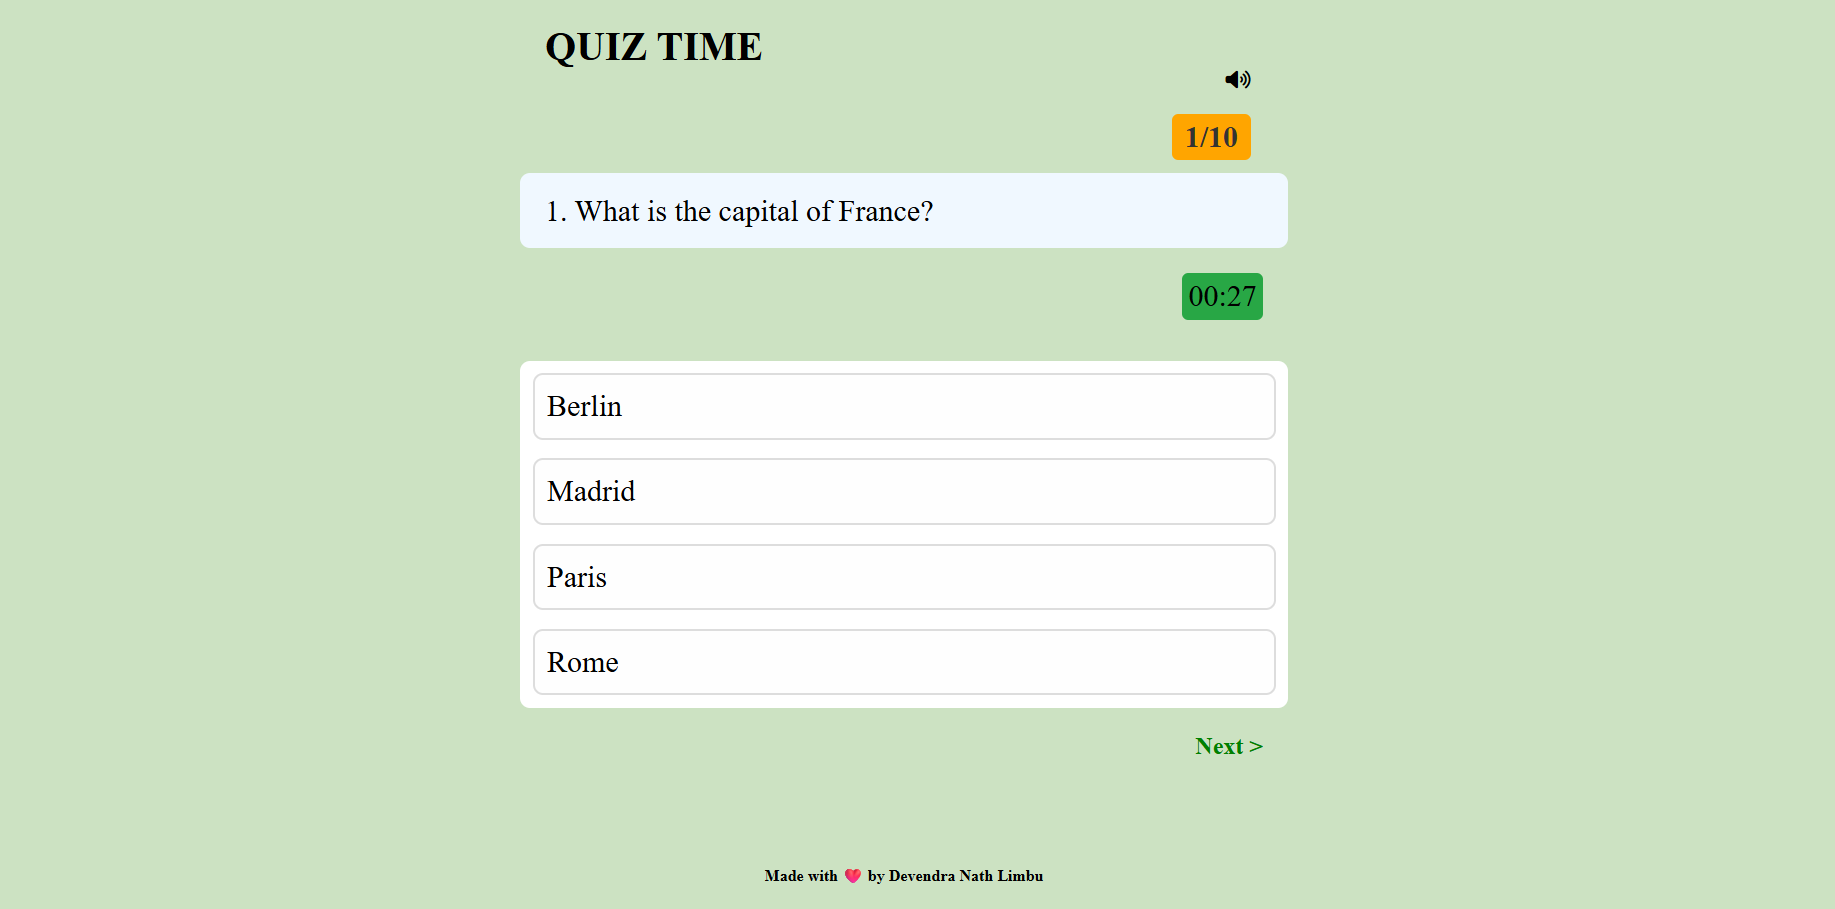 QUIZ TIME
1/10
1. What is the capital of France?
00:27
Berlin
Madrid
Paris
Rome
Next >
Made with ❤️ by Devendra Nath Limbu